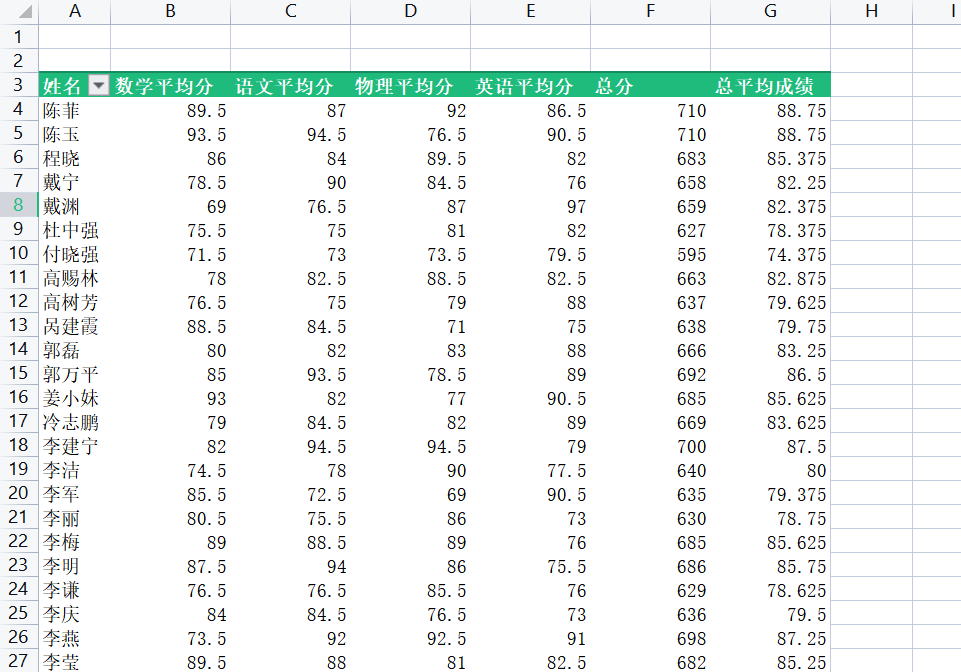 A B C D E F G H I
1
2
3 姓名 数学平均分 语文平均分 物理平均分 英语平均分 总分 总平均成绩
4 陈菲 89.5 87 92 86.5 710 88.75
5 陈玉 93.5 94.5 76.5 90.5 710 88.75
6 程晓 86 84 89.5 82 683 85.375
7 戴宁 78.5 90 84.5 76 658 82.25
8 戴渊 69 76.5 87 97 659 82.375
9 杜中强 75.5 75 81 82 627 78.375
10 付晓强 71.5 73 73.5 79.5 595 74.375
11 高赐林 78 82.5 88.5 82.5 663 82.875
12 高树芳 76.5 75 79 88 637 79.625
13 呙建霞 88.5 84.5 71 75 638 79.75
14 郭磊 80 82 83 88 666 83.25
15 郭万平 85 93.5 78.5 89 692 86.5
16 姜小妹 93 82 77 90.5 685 85.625
17 冷志鹏 79 84.5 82 89 669 83.625
18 李建宁 82 94.5 94.5 79 700 87.5
19 李洁 74.5 78 90 77.5 640 80
20 李军 85.5 72.5 69 90.5 635 79.375
21 李丽 80.5 75.5 86 73 630 78.75
22 李梅 89 88.5 89 76 685 85.625
23 李明 87.5 94 86 75.5 686 85.75
24 李谦 76.5 76.5 85.5 76 629 78.625
25 李庆 84 84.5 76.5 73 636 79.5
26 李燕 73.5 92 92.5 91 698 87.25
27 李莹 89.5 88 81 82.5 682 85.25